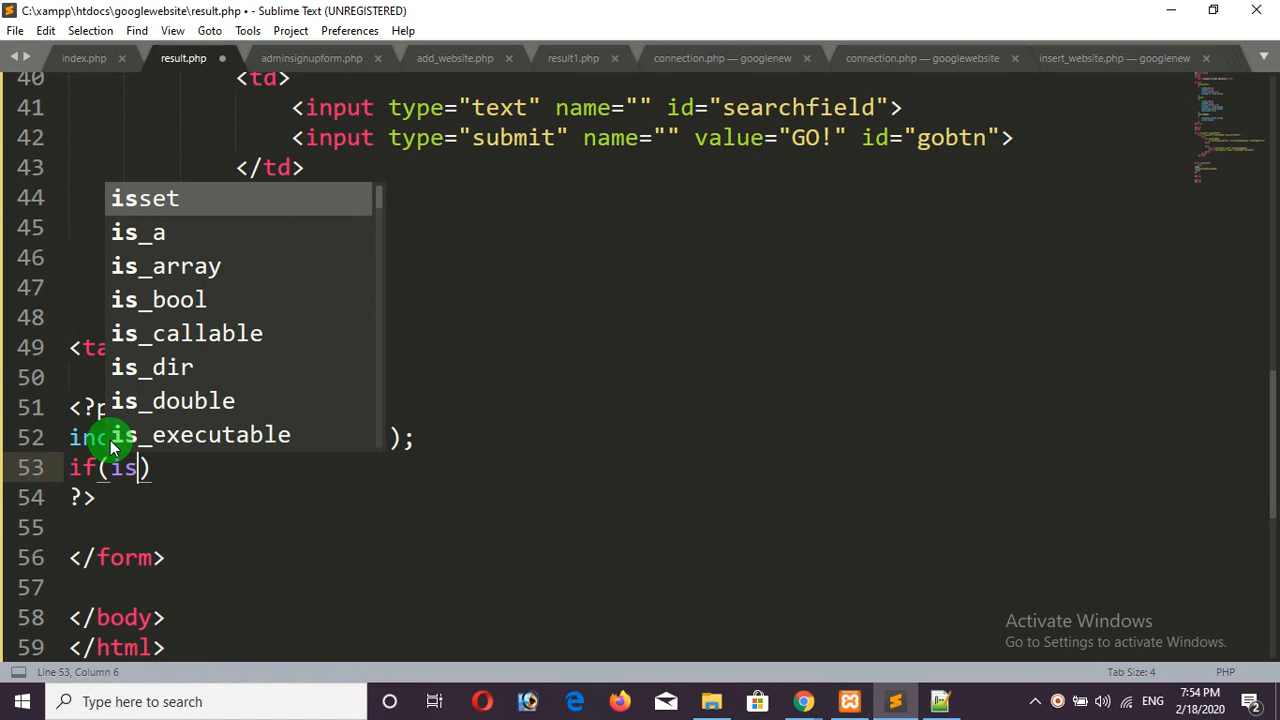 C:\xampp\htdocs\googlewebsite\result.php • - Sublime Text (UNREGISTERED)
File Edit Selection Find View Goto Tools Project Preferences Help
index.php result.php adminsignupform.php add_website.php result1.php connection.php — googlenew connection.php — googlewebsite insert_website.php — googlenew
40 <td>
41 <input type="text" name="" id="searchfield">
42 <input type="submit" name="" value="GO!" id="gobtn">
43 </td>
44 isset
45 is_a
46 is_array
47 is_bool
48 is_callable
49 <ta is_dir
50 is_double
51 <?p
52 inc is_executable );
53 if(is)
54 ?>
55
56 </form>
57
58 </body>
59 </html>
Activate Windows
Go to Settings to activate Windows.
Line 53, Column 6 Tab Size: 4 PHP
Type here to search ENG 7:54 PM
2/18/2020 2